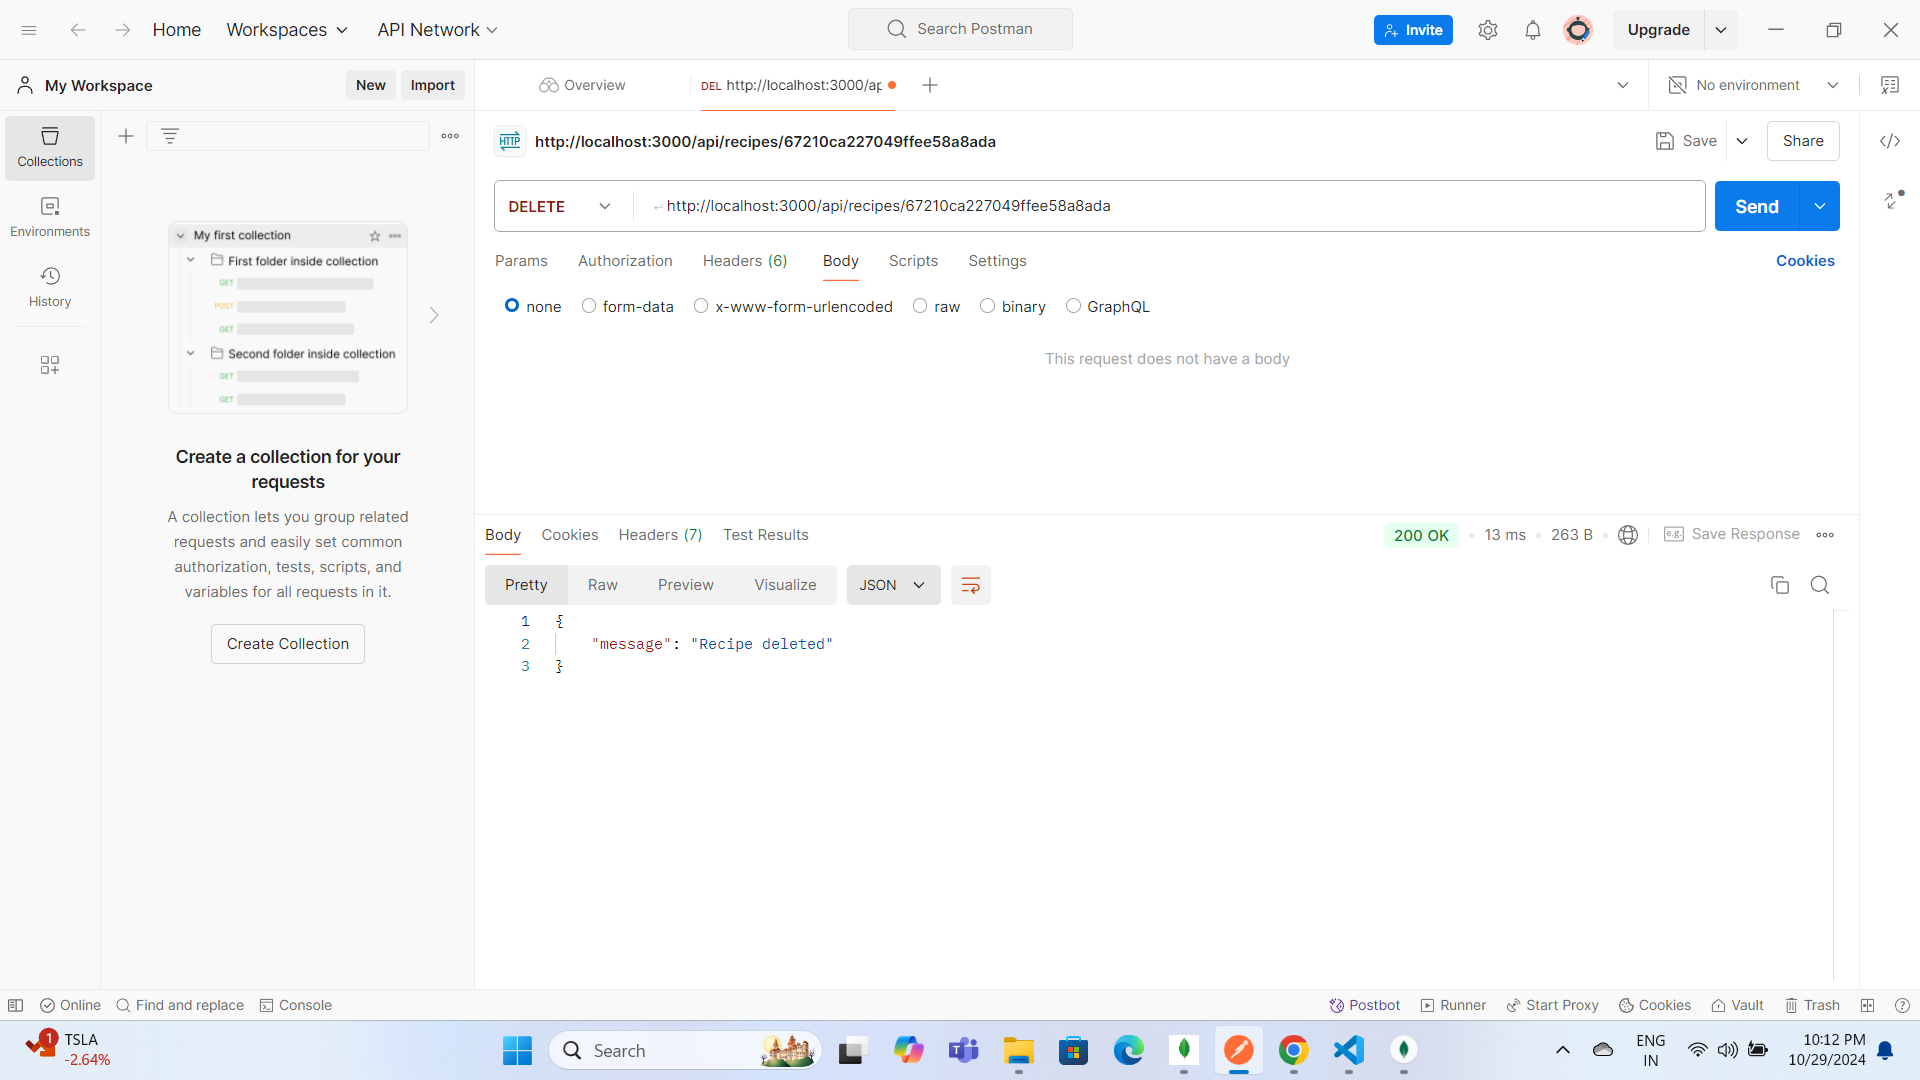 Home Workspaces API Network Search Postman Invite Upgrade
My Workspace New Import Overview DEL http://localhost:3000/ap No environment
Collections
Environments
History
My first collection
First folder inside collection
GET
POST
GET
Second folder inside collection
GET
GET
Create a collection for your
requests
A collection lets you group related
requests and easily set common
authorization, tests, scripts, and
variables for all requests in it.
Create Collection
HTTP http://localhost:3000/api/recipes/67210ca227049ffee58a8ada Save Share
DELETE http://localhost:3000/api/recipes/67210ca227049ffee58a8ada Send
Params Authorization Headers (6) Body Scripts Settings Cookies
none form-data x-www-form-urlencoded raw binary GraphQL
This request does not have a body
Body Cookies Headers (7) Test Results 200 OK 13 ms 263 B e.g. Save Response
Pretty Raw Preview Visualize JSON
1 {
2 "message": "Recipe deleted"
3 }
Online Find and replace Console Postbot Runner Start Proxy Cookies Vault Trash
1 TSLA
-2.64%
Search
ENG
IN
10:12 PM
10/29/2024